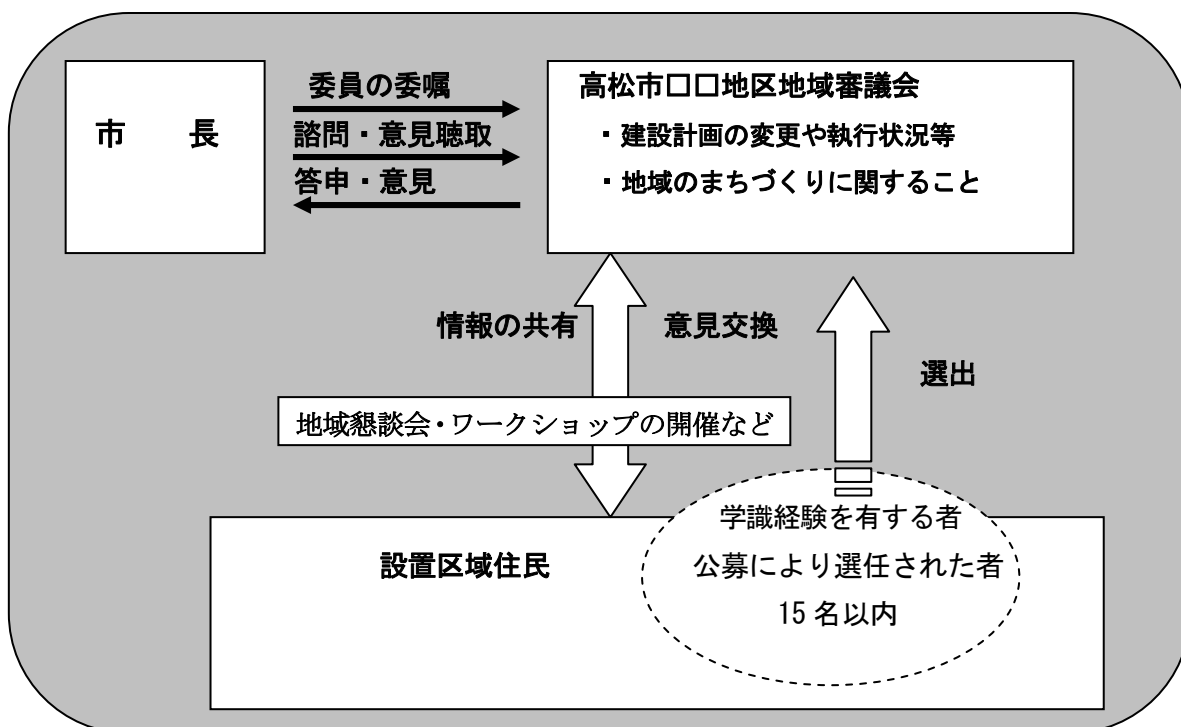 市　　長
委員の委嘱
諮問・意見聴取
答申・意見
高松市□□地区地域審議会
・建設計画の変更や執行状況等
・地域のまちづくりに関すること
情報の共有
意見交換
選出
地域懇談会・ワークショップの開催など
設置区域住民
学識経験を有する者
公募により選任された者
15名以内